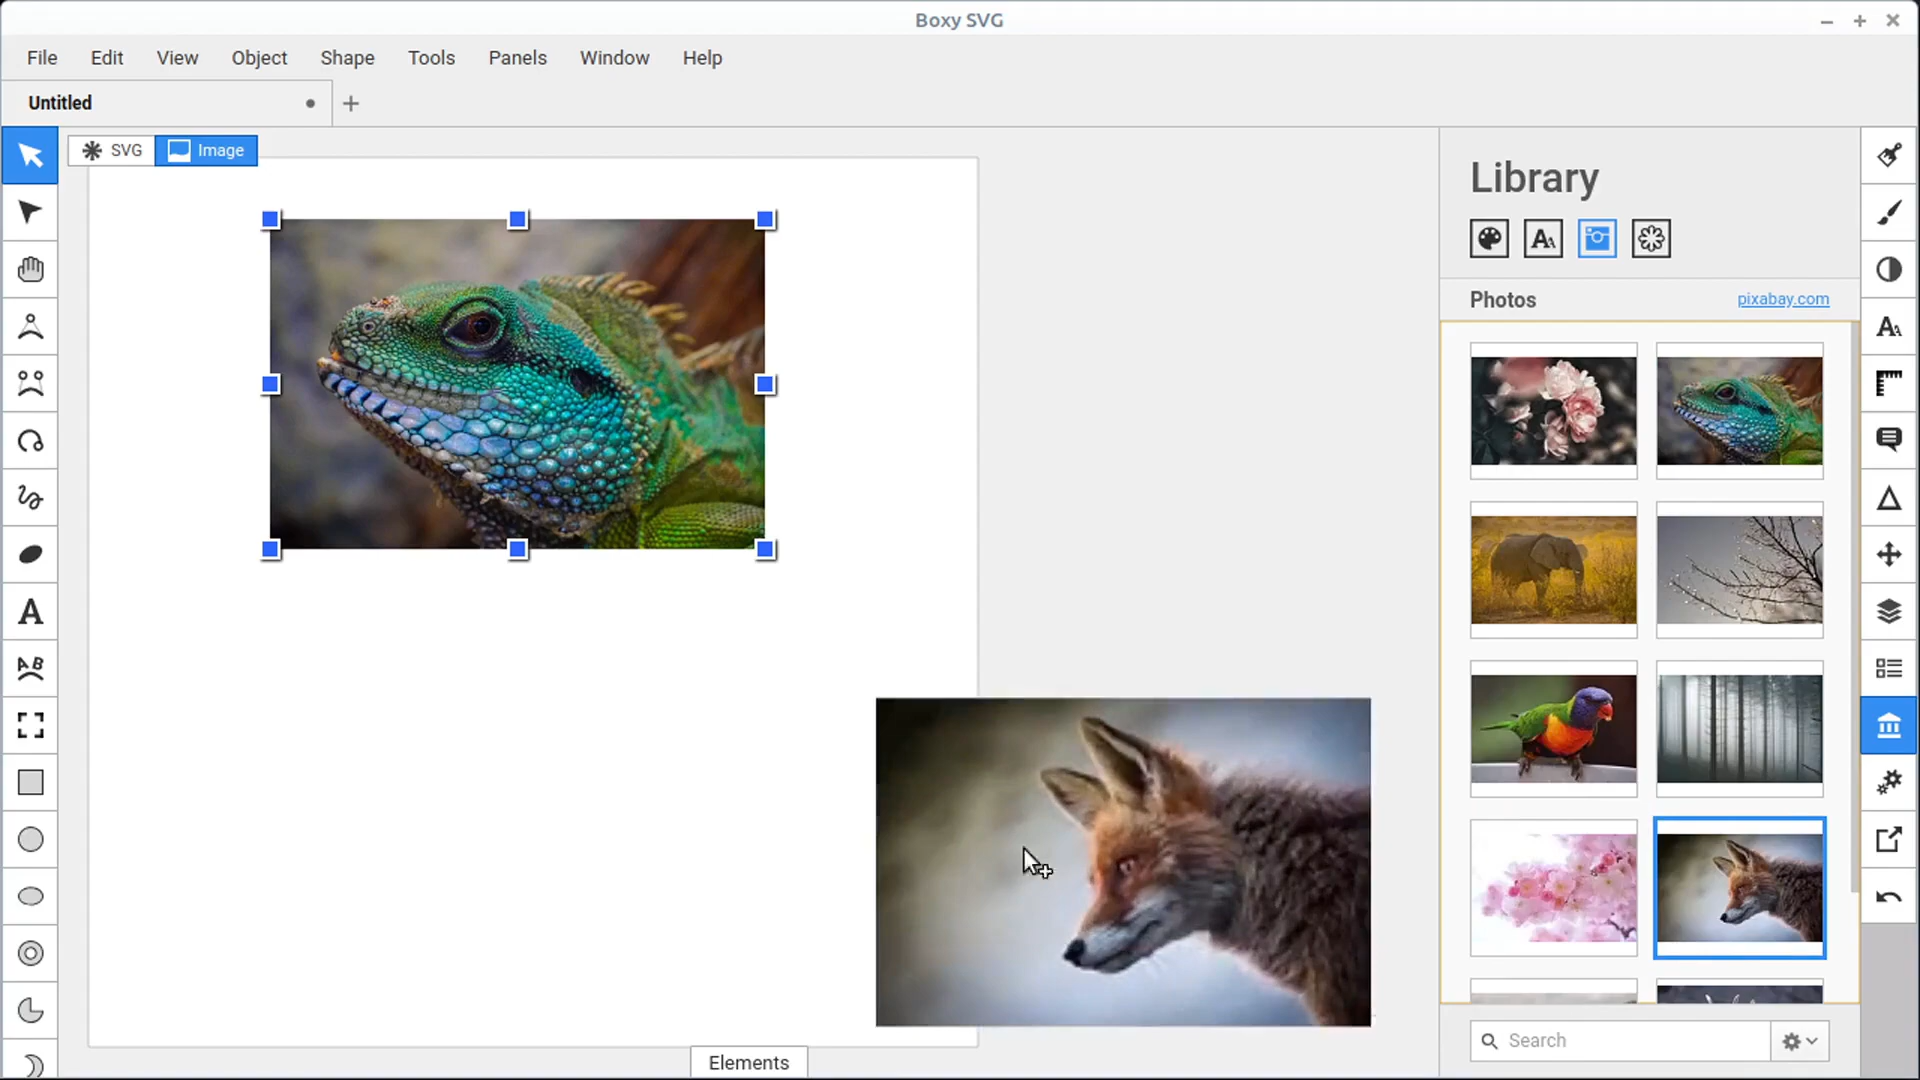 Boxy SVG
File Edit View Object Shape Tools Panels Window Help
Untitled
SVG Image
Library
Photos pixabay.com
Search
Elements